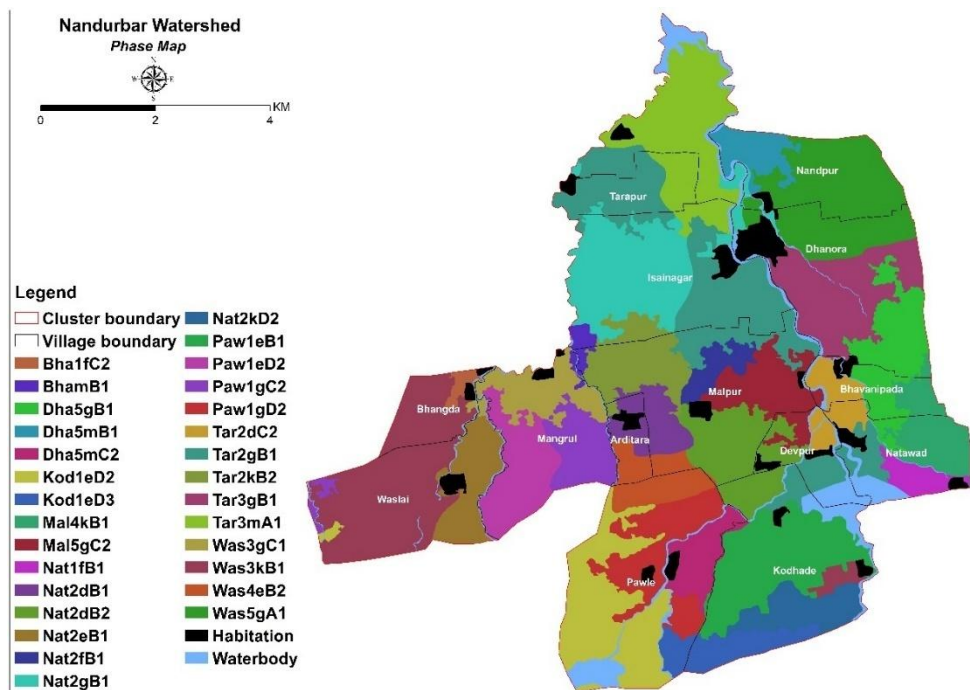 Nandurbar Watershed
Phase Map
N
W
E
S
KM
0
2
4
Nandpur
Tarapur
Dhanora
Isainagar
Malpur
Bhavanipada
Bhangda
Mangrul
Arditara
Devpur
Natawad
Waslai
Pawle
Kodhade
Legend
Cluster boundary
Village boundary
Bha1fC2
BhamB1
Dha5gB1
Dha5mB1
Dha5mC2
Kod1eD2
Kod1eD3
Mal4kB1
Mal5gC2
Nat1fB1
Nat2dB1
Nat2dB2
Nat2eB1
Nat2fB1
Nat2gB1
Nat2kD2
Paw1eB1
Paw1eD2
Paw1gC2
Paw1gD2
Tar2dC2
Tar2gB1
Tar2kB2
Tar3gB1
Tar3mA1
Was3gC1
Was3kB1
Was4eB2
Was5gA1
Habitation
Waterbody